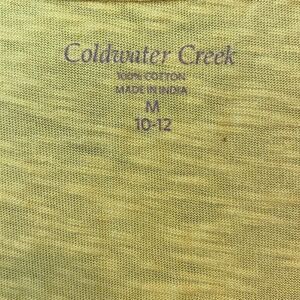 Coldwater Creek
100% COTTON
MADE IN INDIA
M
10-12